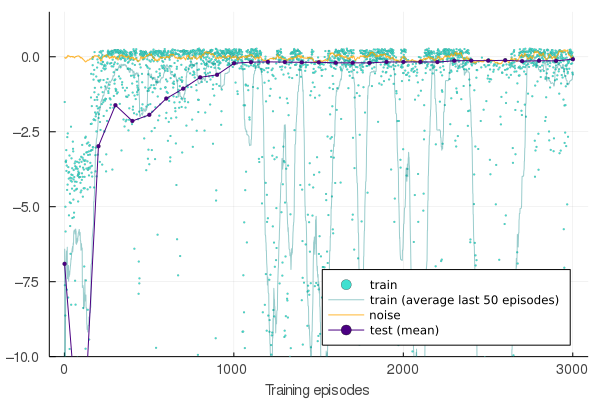 0.0
−2.5
−5.0
−7.5
−10.0
0
1000
2000
3000
Training episodes
train
train (average last 50 episodes)
noise
test (mean)